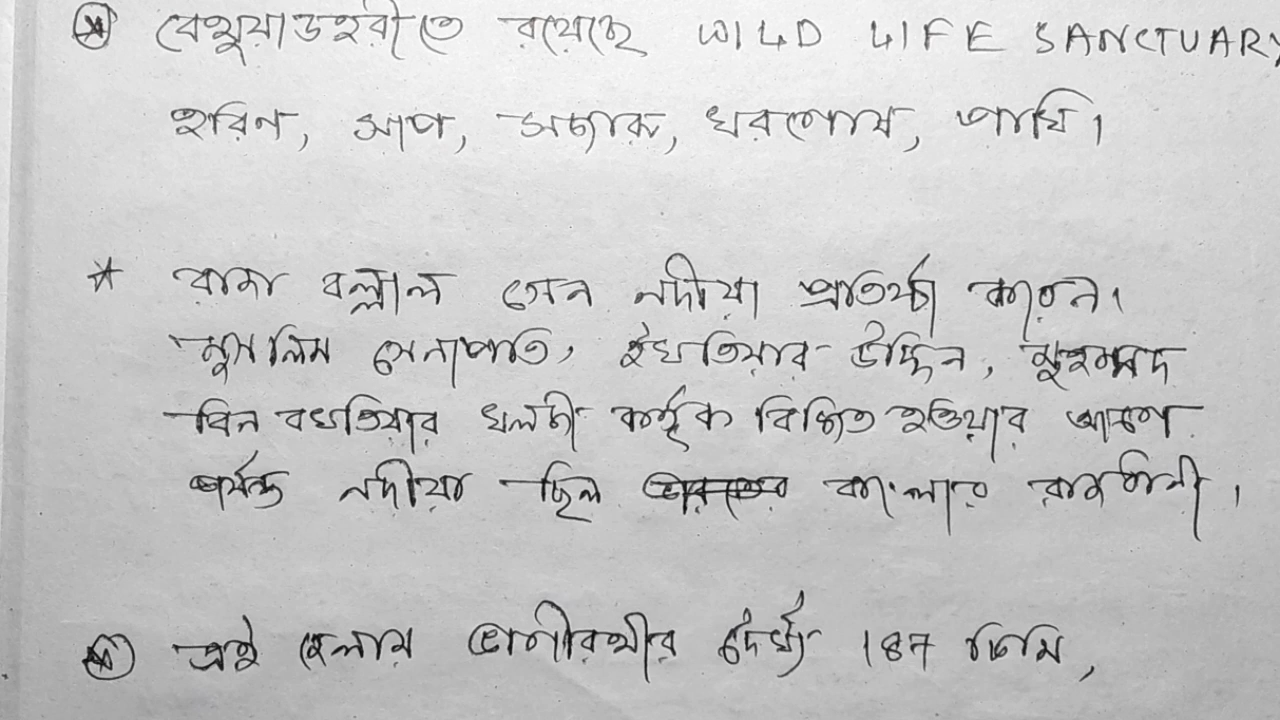 বেথুয়াডহরীতে রয়েছে WILD LIFE SANCTUARY
হরিণ, সাপ, সজারু, খরগোষ, পাখি।
রাজা বল্লাল সেন নদীয়া প্রতিষ্ঠা করেন।
মুসলিম সেনাপতি, ইখতিয়ার উদ্দিন, মুহম্মদ
বিন বখতিয়ার খলজী কর্তৃক বিজিত হওয়ার আগে
পর্যন্ত নদীয়া ছিল বাংলার রাজধানী।
এই জেলায় ভাগীরথীর দৈর্ঘ্য 187 কিমি,